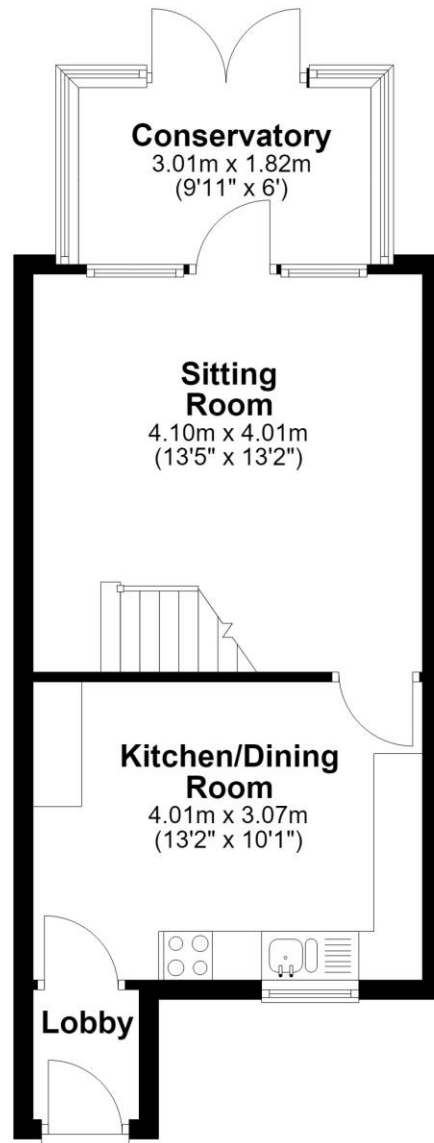 Conservatory
3.01m x 1.82m
(9'11" x 6')
Sitting
Room
4.10m x 4.01m
(13'5" x 13'2")
Kitchen/Dining
Room
4.01m x 3.07m
(13'2" x 10'1")
Lobby